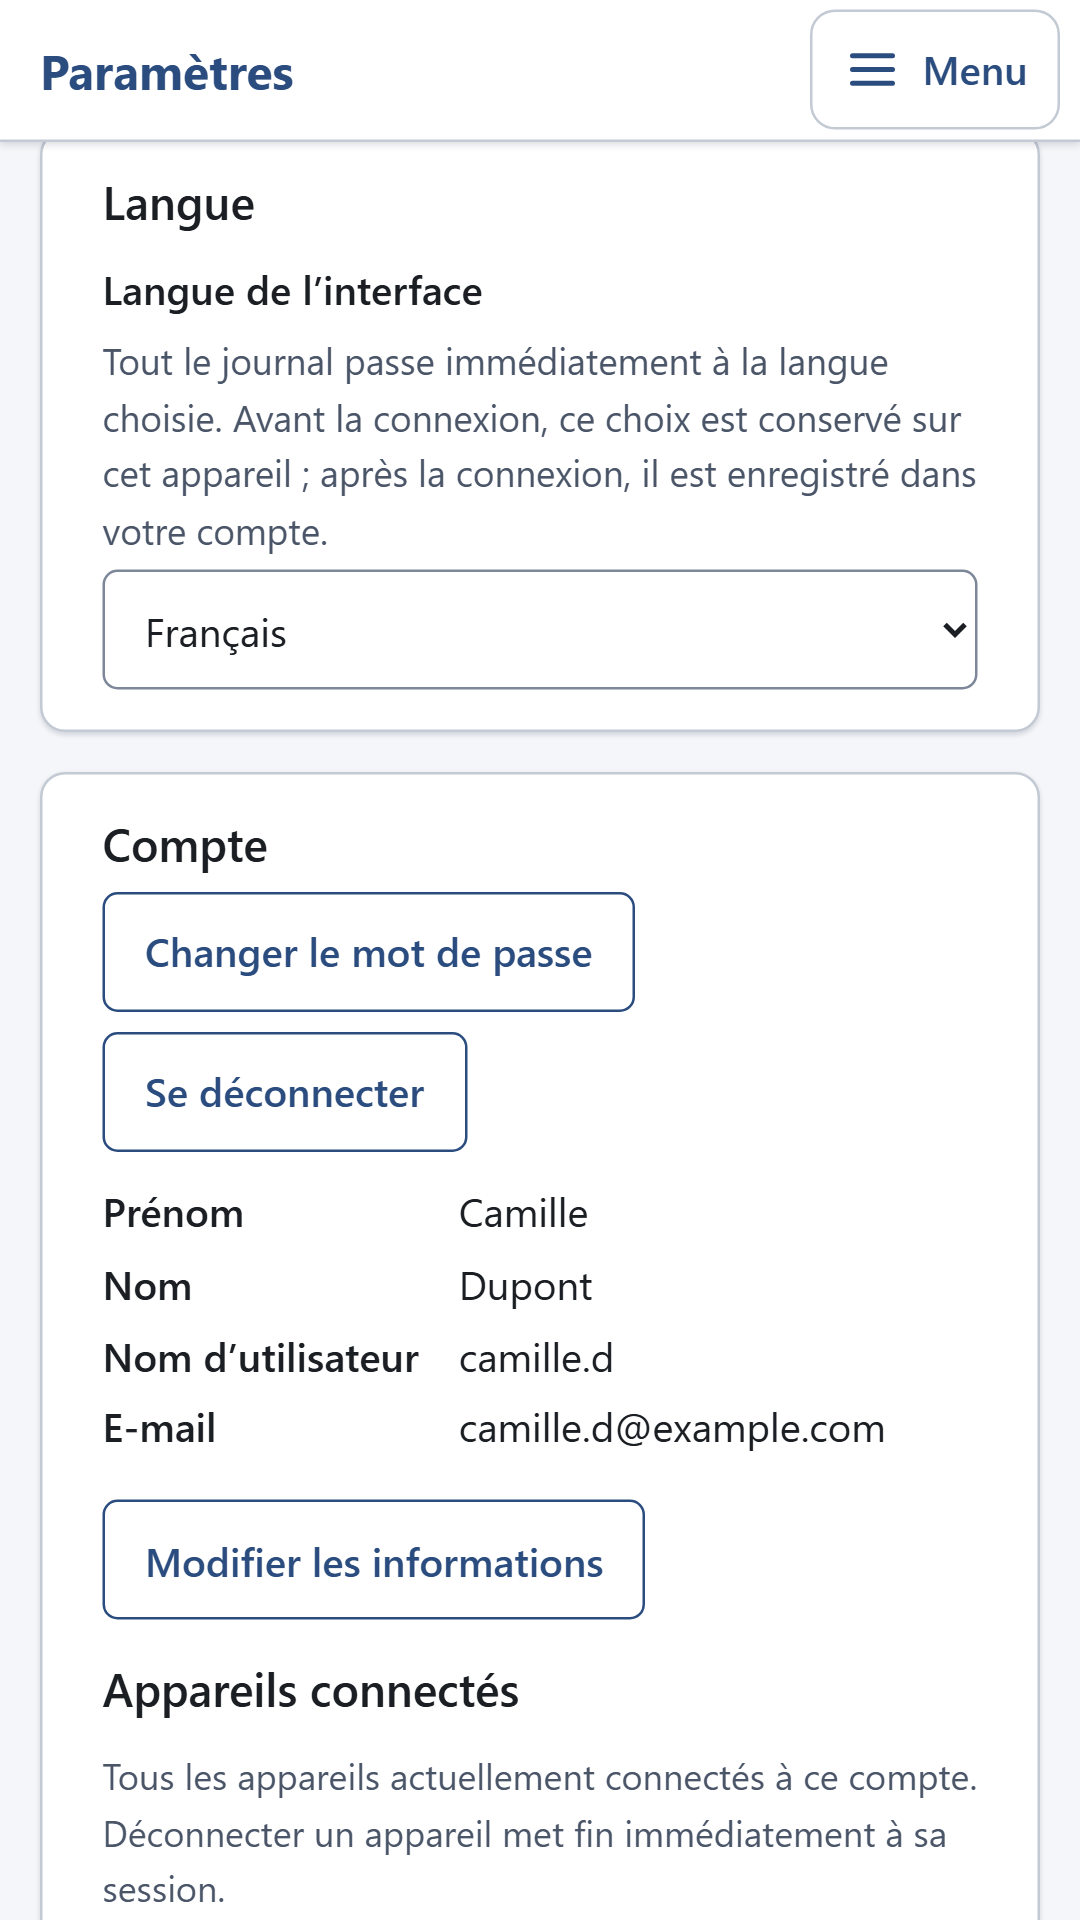 Paramètres
Menu
Langue
Langue de l’interface
Tout le journal passe immédiatement à la langue
choisie. Avant la connexion, ce choix est conservé sur
cet appareil ; après la connexion, il est enregistré dans
votre compte.
Français
Compte
Changer le mot de passe
Se déconnecter
Prénom Camille
Nom Dupont
Nom d’utilisateur camille.d
E-mail camille.d@example.com
Modifier les informations
Appareils connectés
Tous les appareils actuellement connectés à ce compte.
Déconnecter un appareil met fin immédiatement à sa
session.